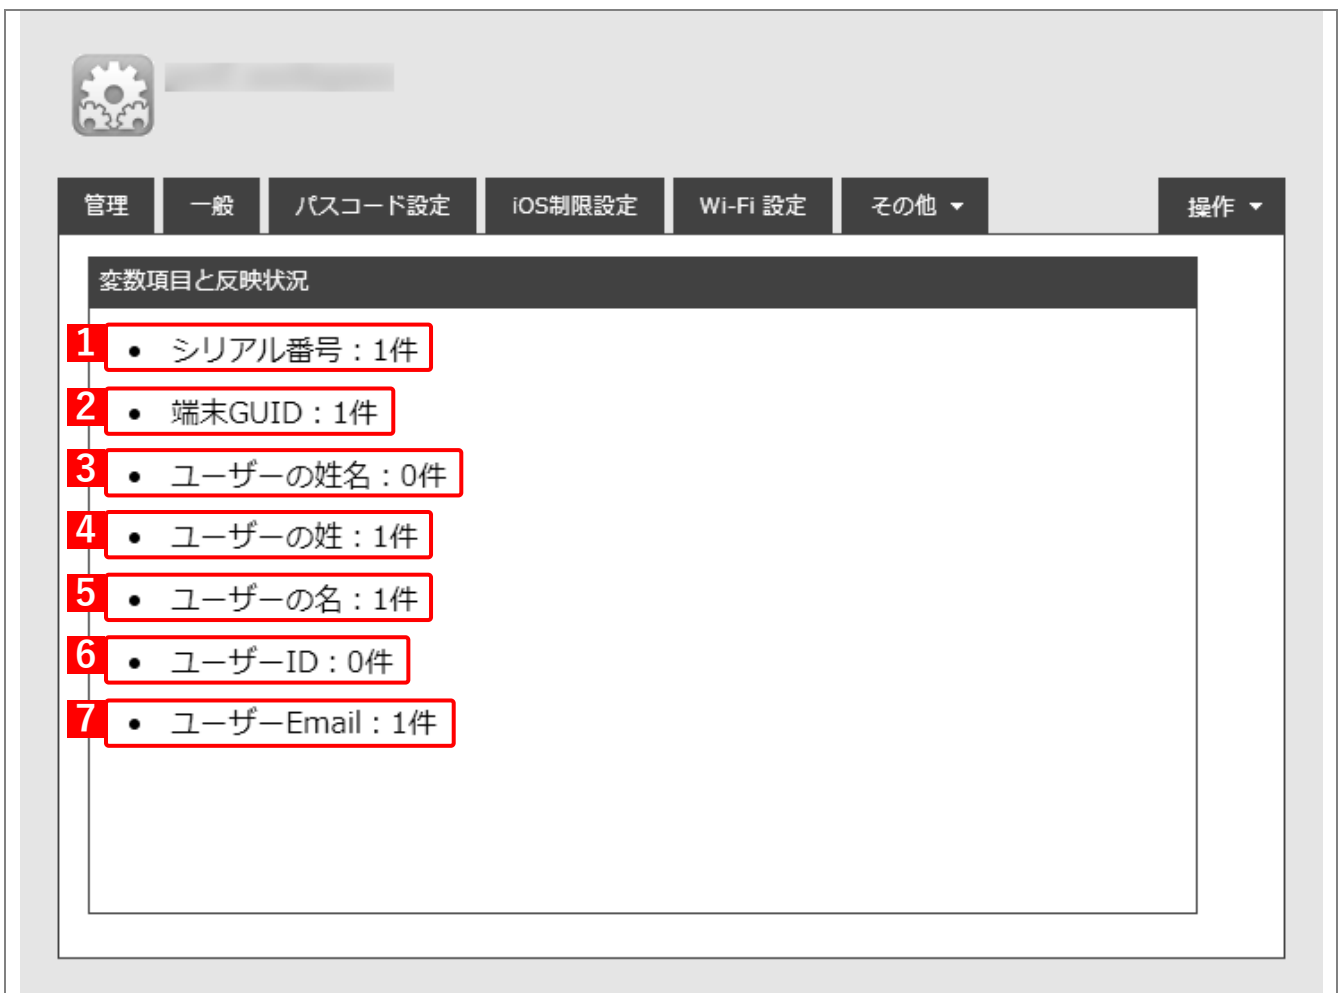 管理 一般 パスコード設定 iOS制限設定 Wi-Fi 設定 その他 操作
変数項目と反映状況
1 • シリアル番号：1件
2 • 端末GUID：1件
3 • ユーザーの姓名：0件
4 • ユーザーの姓：1件
5 • ユーザーの名：1件
6 • ユーザーID：0件
7 • ユーザーEmail：1件